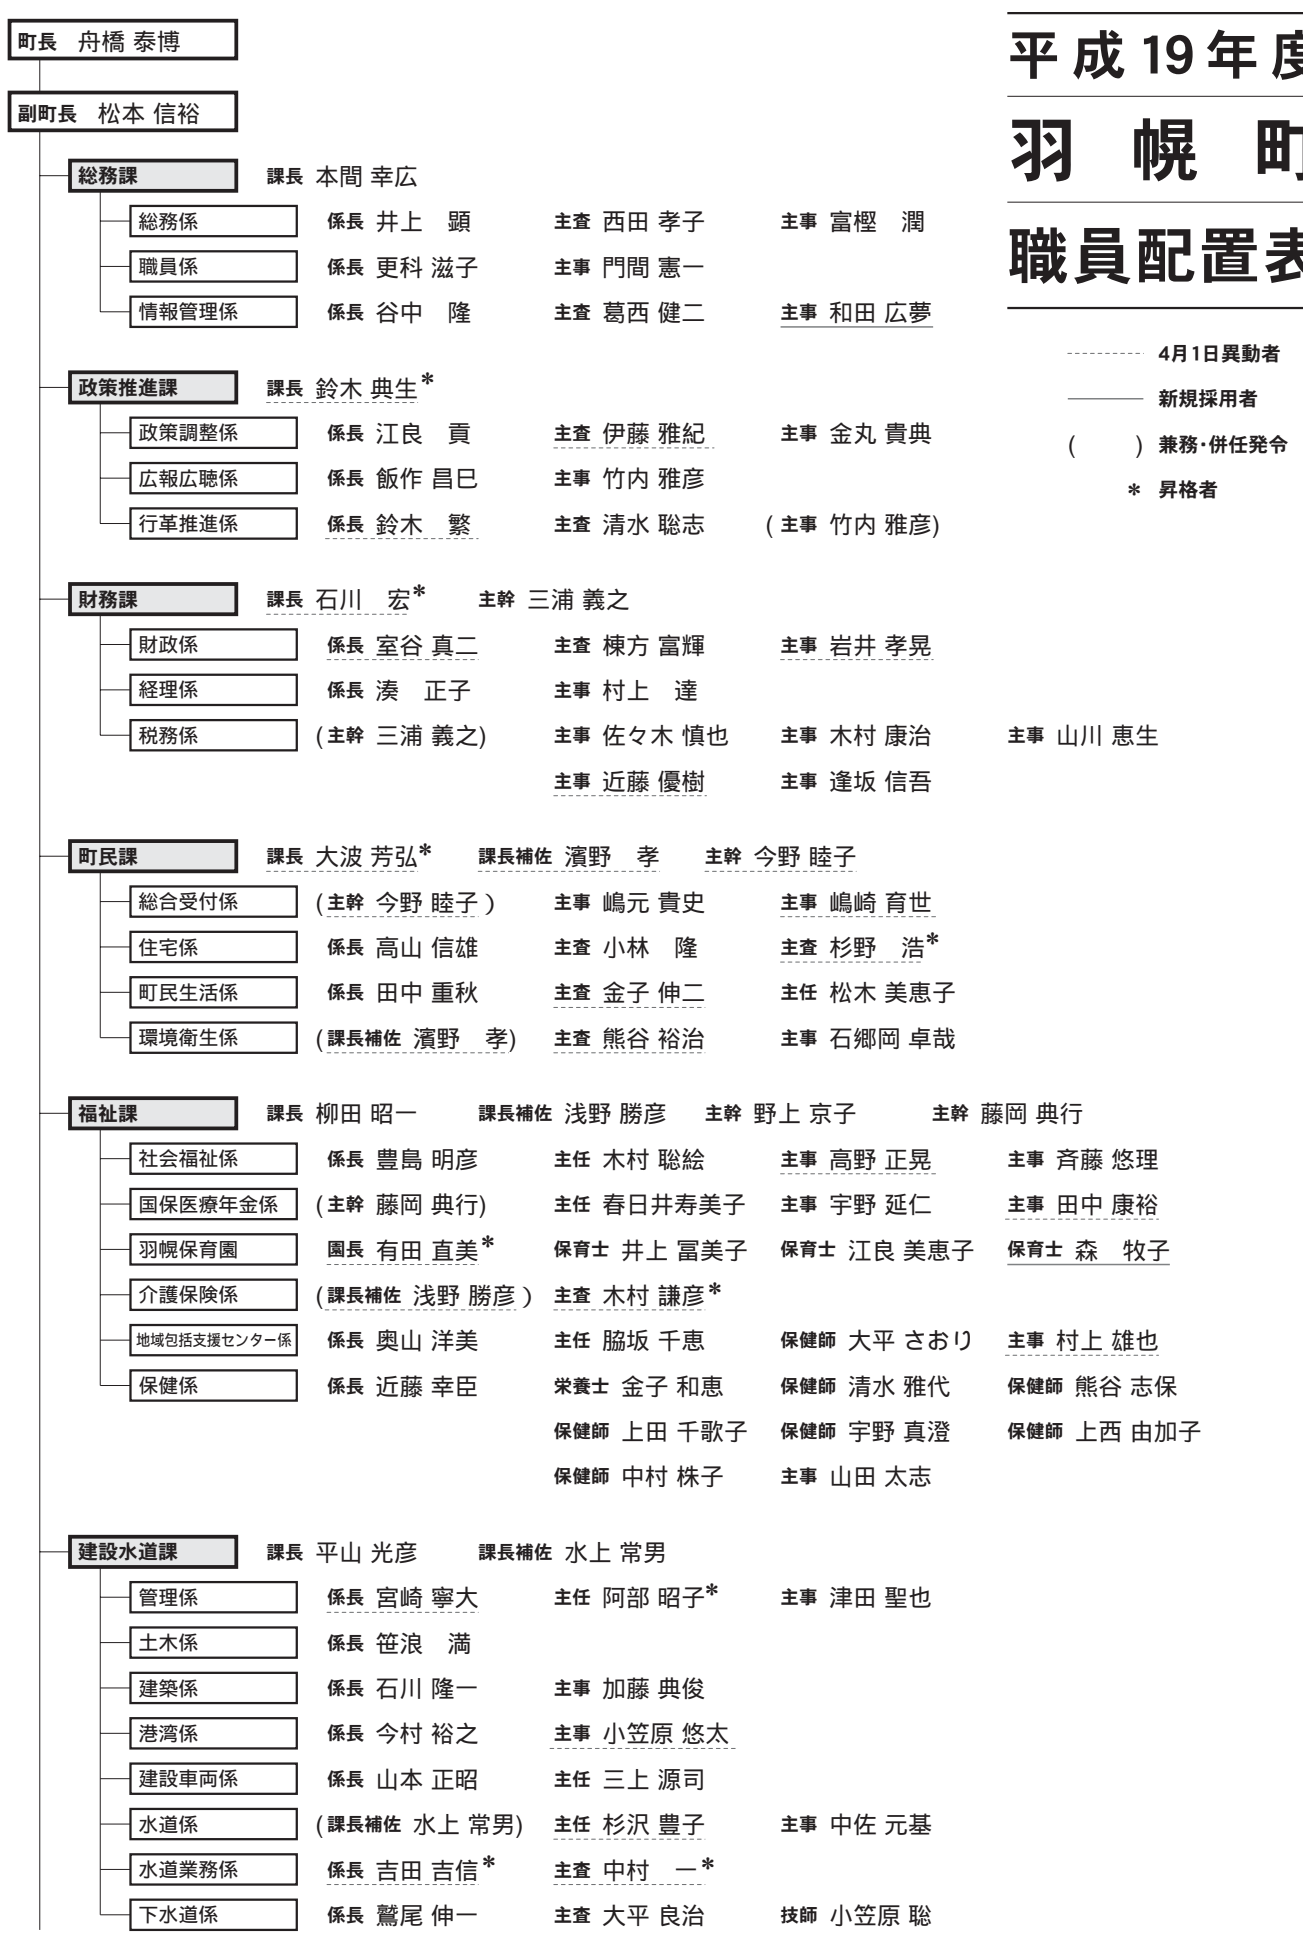 町長 舟橋 泰博
副町長 松本 信裕
平成19年度
羽幌町
職員配置表
4月1日異動者
新規採用者
( ) 兼務・併任発令
* 昇格者
総務課 課長 本間 幸広
総務係 係長 井上 顕 主査 西田 孝子 主事 富樫 潤
職員係 係長 更科 滋子 主事 門間 憲一
情報管理係 係長 谷中 隆 主査 葛西 健二 主事 和田 広夢
政策推進課 課長 鈴木 典生*
政策調整係 係長 江良 貢 主査 伊藤 雅紀 主事 金丸 貴典
広報広聴係 係長 飯作 昌巳 主事 竹内 雅彦
行革推進係 係長 鈴木 繁 主査 清水 聡志 (主事 竹内 雅彦)
財務課 課長 石川 宏* 主幹 三浦 義之
財政係 係長 室谷 真二 主査 棟方 富輝 主事 岩井 孝晃
経理係 係長 湊 正子 主事 村上 達
税務係 (主幹 三浦 義之) 主事 佐々木 慎也 主事 木村 康治 主事 山川 恵生
主事 近藤 優樹 主事 逢坂 信吾
町民課 課長 大波 芳弘* 課長補佐 濱野 孝 主幹 今野 睦子
総合受付係 (主幹 今野 睦子) 主事 嶋元 貴史 主事 嶋崎 育世
住宅係 係長 高山 信雄 主査 小林 隆 主査 杉野 浩*
町民生活係 係長 田中 重秋 主査 金子 伸二 主任 松木 美恵子
環境衛生係 (課長補佐 濱野 孝) 主査 熊谷 裕治 主事 石郷岡 卓哉
福祉課 課長 柳田 昭一 課長補佐 浅野 勝彦 主幹 野上 京子 主幹 藤岡 典行
社会福祉係 係長 豊島 明彦 主任 木村 聡絵 主事 高野 正晃 主事 斉藤 悠理
国保医療年金係 (主幹 藤岡 典行) 主任 春日井寿美子 主事 宇野 延仁 主事 田中 康裕
羽幌保育園 園長 有田 直美* 保育士 井上 冨美子 保育士 江良 美恵子 保育士 森 牧子
介護保険係 (課長補佐 浅野 勝彦) 主査 木村 謙彦*
地域包括支援センター係 係長 奥山 洋美 主任 脇坂 千恵 保健師 大平 さおり 主事 村上 雄也
保健係 係長 近藤 幸臣 栄養士 金子 和恵 保健師 清水 雅代 保健師 熊谷 志保
保健師 上田 千歌子 保健師 宇野 真澄 保健師 上西 由加子
保健師 中村 株子 主事 山田 太志
建設水道課 課長 平山 光彦 課長補佐 水上 常男
管理係 係長 宮崎 寧大 主任 阿部 昭子* 主事 津田 聖也
土木係 係長 笹浪 満
建築係 係長 石川 隆一 主事 加藤 典俊
港湾係 係長 今村 裕之 主事 小笠原 悠太
建設車両係 係長 山本 正昭 主任 三上 源司
水道係 (課長補佐 水上 常男) 主任 杉沢 豊子 主事 中佐 元基
水道業務係 係長 吉田 吉信* 主査 中村 一*
下水道係 係長 鷲尾 伸一 主査 大平 良治 技師 小笠原 聡